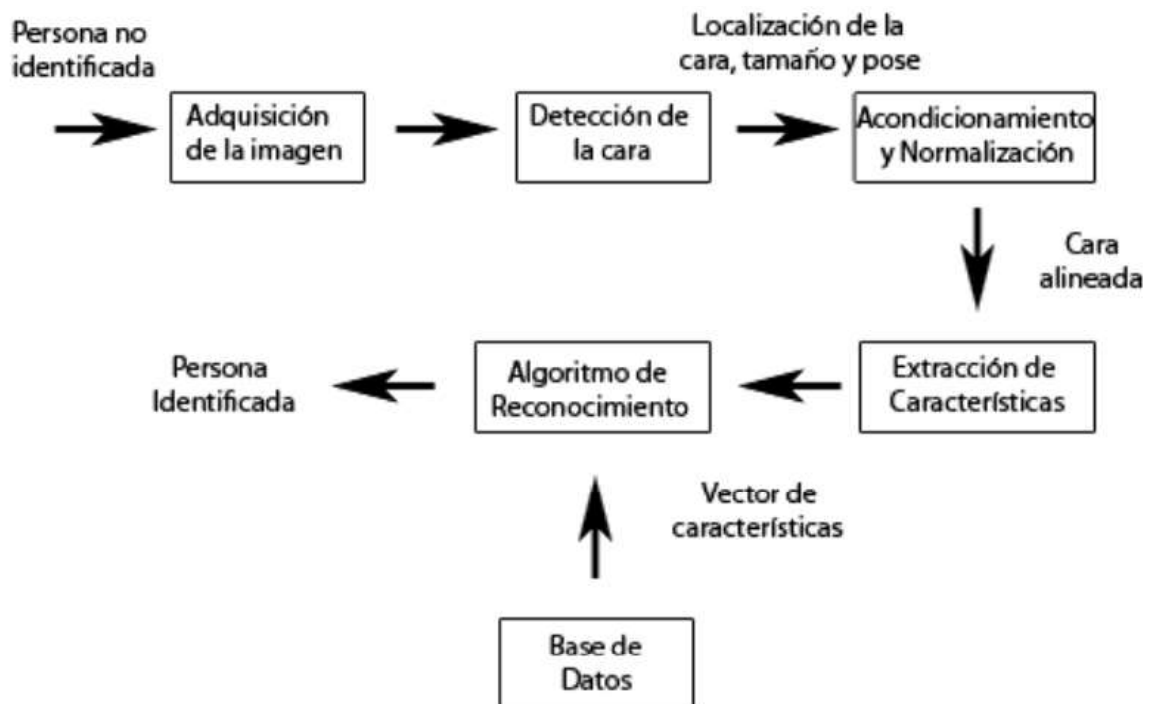 Persona no
identificada
Adquisición
de la imagen
Detección de
la cara
Localización de la
cara, tamaño y pose
Acondicionamiento
y Normalización
Cara
alineada
Extracción de
Características
Algoritmo de
Reconocimiento
Persona
Identificada
Vector de
características
Base de
Datos